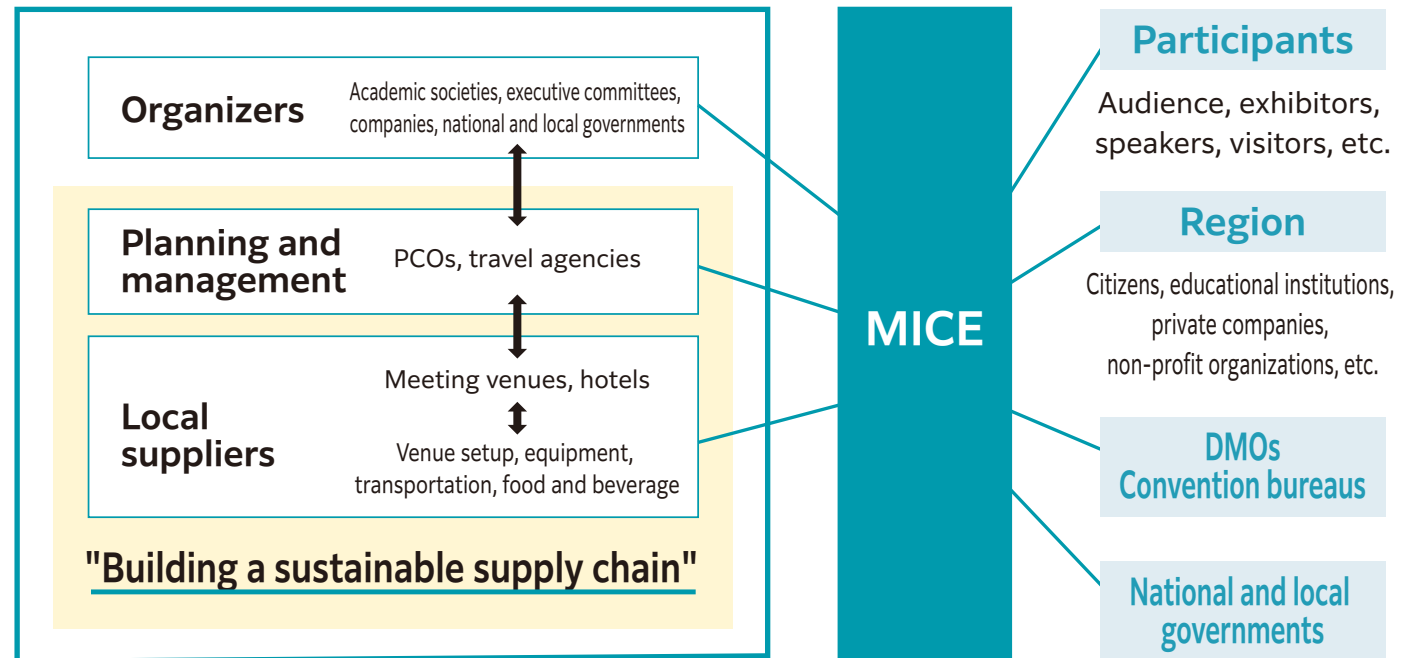 Organizers
Academic societies, executive committees,
companies, national and local governments
Planning and
management
PCOs, travel agencies
Local
suppliers
Meeting venues, hotels
Venue setup, equipment,
transportation, food and beverage
"Building a sustainable supply chain"
MICE
Participants
Audience, exhibitors,
speakers, visitors, etc.
Region
Citizens, educational institutions,
private companies,
non-profit organizations, etc.
DMOs
Convention bureaus
National and local
governments